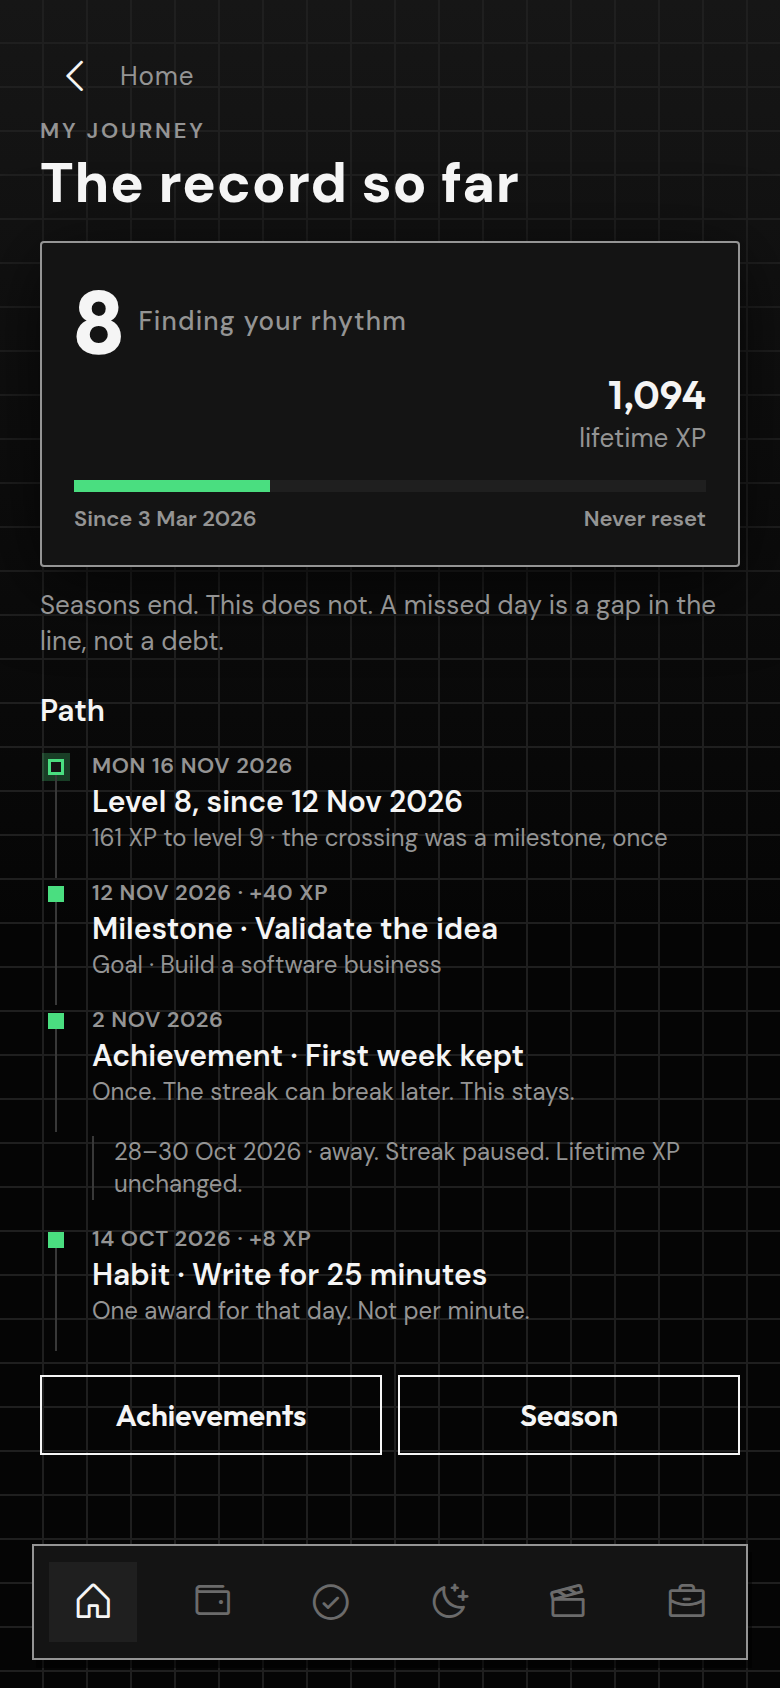 Home
MY JOURNEY
The record so far
8 Finding your rhythm
1,094
lifetime XP
Since 3 Mar 2026 Never reset
Seasons end. This does not. A missed day is a gap in the
line, not a debt.
Path
MON 16 NOV 2026
Level 8, since 12 Nov 2026
161 XP to level 9 · the crossing was a milestone, once
12 NOV 2026 · +40 XP
Milestone · Validate the idea
Goal · Build a software business
2 NOV 2026
Achievement · First week kept
Once. The streak can break later. This stays.
28–30 Oct 2026 · away. Streak paused. Lifetime XP
unchanged.
14 OCT 2026 · +8 XP
Habit · Write for 25 minutes
One award for that day. Not per minute.
Achievements Season